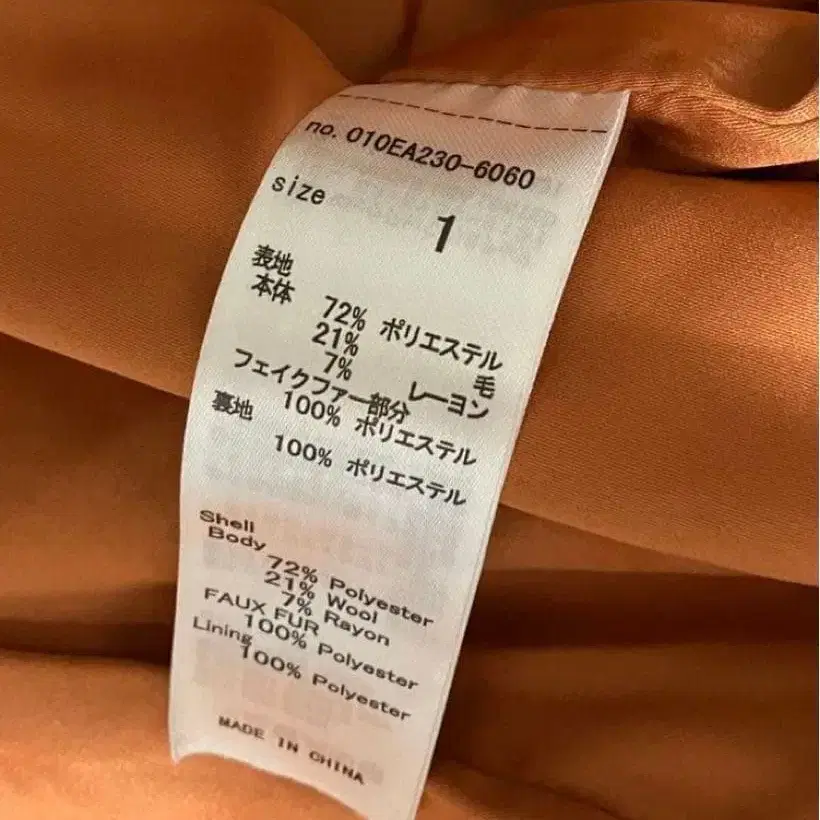 no. 010EA230-6060
size
1
表地
本体
72% ポリエステル
21% 毛
7% レーヨン
フェイクファー部分
100% ポリエステル
裏地
100% ポリエステル
Shell
Body
72% Polyester
21% Wool
7% Rayon
FAUX FUR
100% Polyester
Lining
100% Polyester
MADE IN CHINA